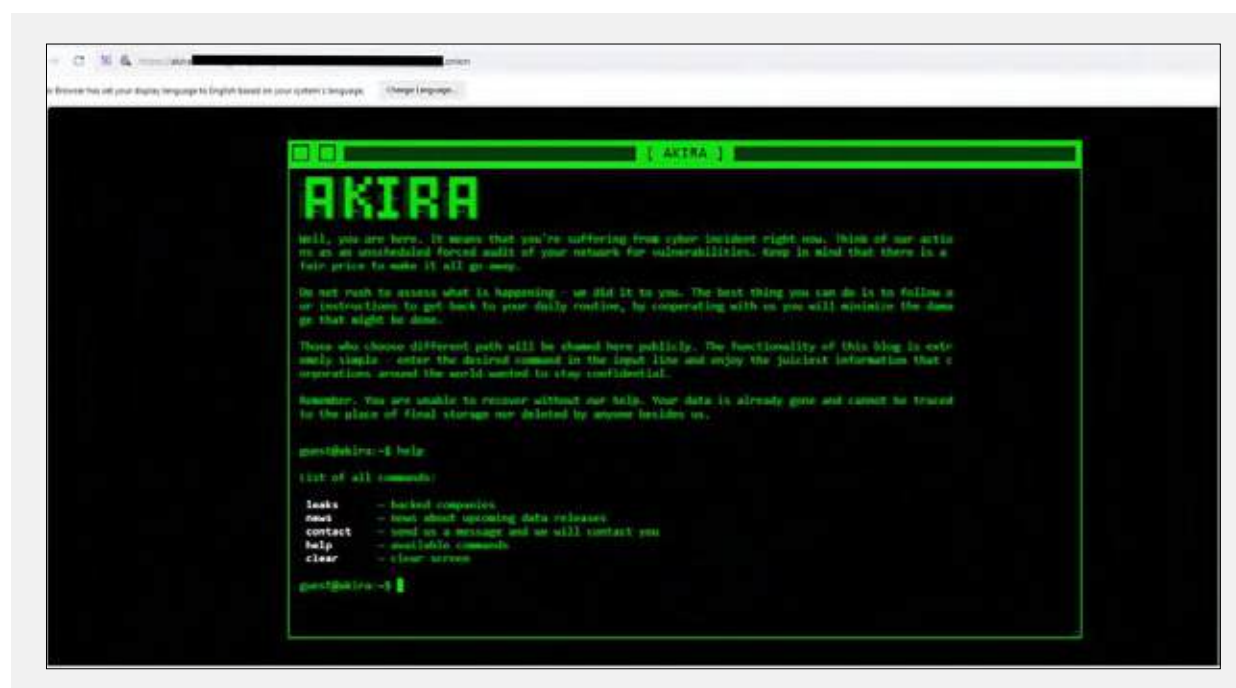 .onion
Browser has set your display language to English based on your system's language. Change Language...
[ AKIRA ]
AKIRA
Well, you are here. It means that you're suffering from cyber incident right now. Think of our actio
ns as an unscheduled forced audit of your network for vulnerabilities. Keep in mind that there is a
fair price to make it all go away.
Do not rush to assess what is happening - we did it to you. The best thing you can do is to follow o
ur instructions to get back to your daily routine, by cooperating with us you will minimize the dama
ge that might be done.
Those who choose different path will be shamed here publicly. The functionality of this blog is extr
emely simple - enter the desired command in the input line and enjoy the juiciest information that c
orporations around the world wanted to stay confidential.
Remember. You are unable to recover without our help. Your data is already gone and cannot be traced
to the place of final storage nor deleted by anyone besides us.
guest@akira:~$ help
List of all commands:
leaks - hacked companies
news - news about upcoming data releases
contact - send us a message and we will contact you
help - available commands
clear - clear screen
guest@akira:~$